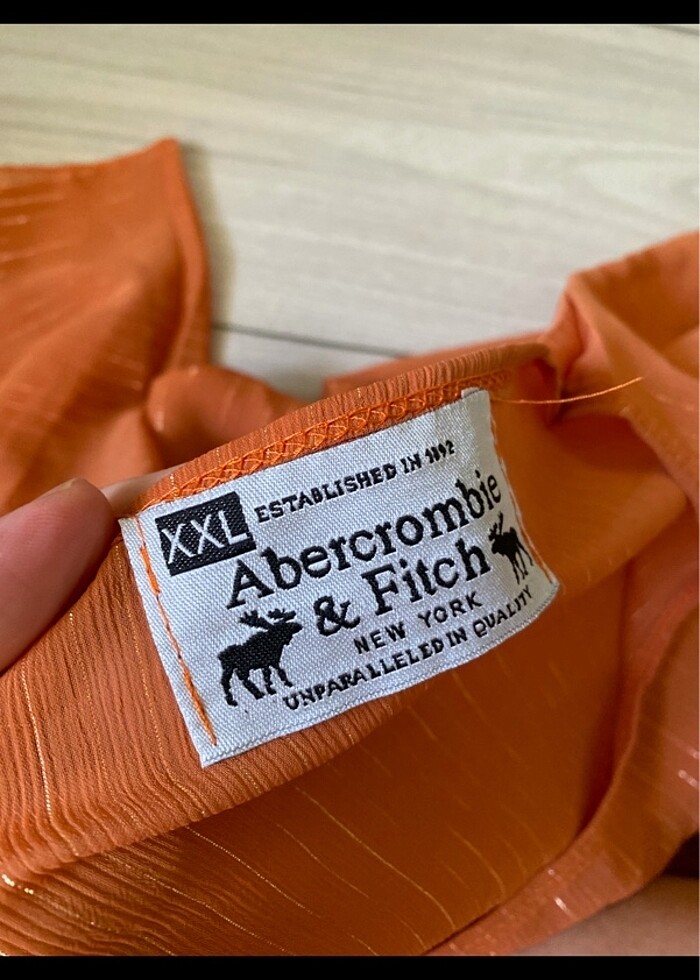 XXL ESTABLISHED IN 1892
Abercrombie
& Fitch
NEW YORK
UNPARALLELED IN QUALITY